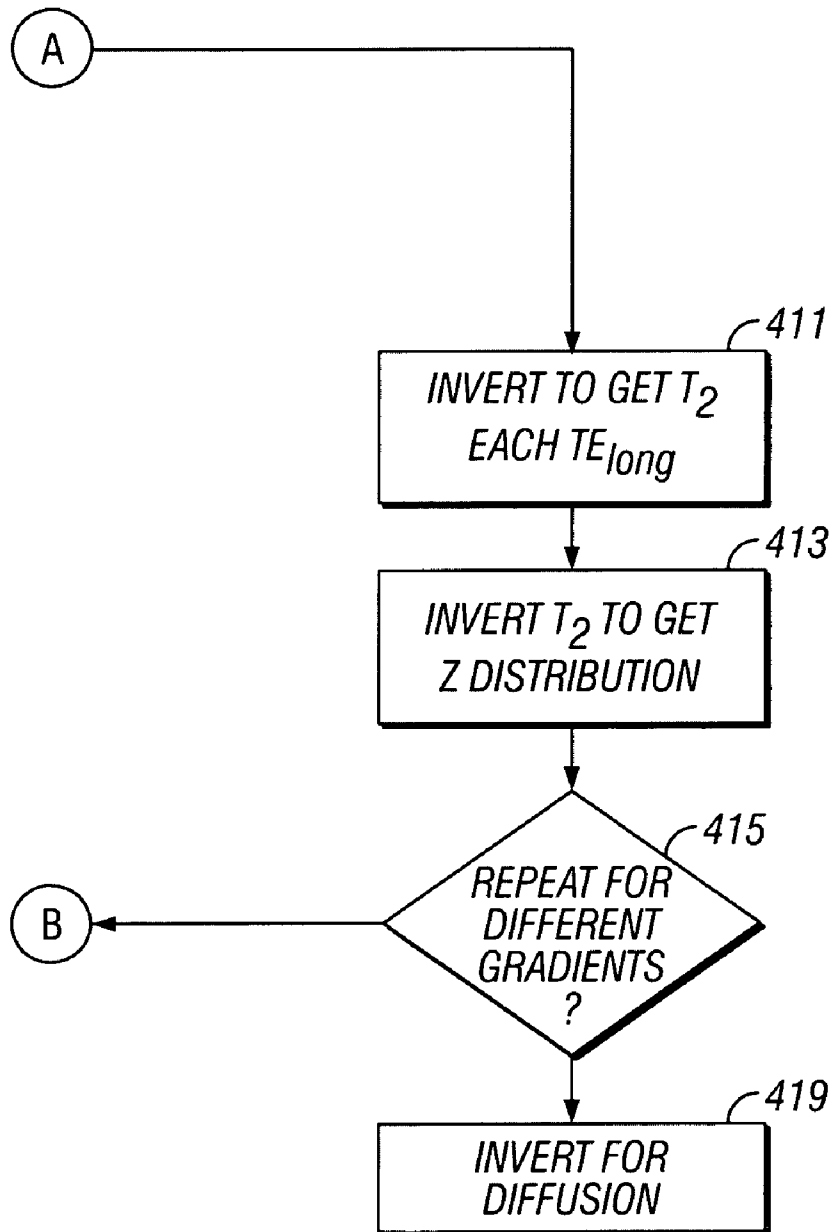 A
411
INVERT TO GET T2
EACH TElong
413
INVERT T2 TO GET
Z DISTRIBUTION
415
REPEAT FOR
DIFFERENT
GRADIENTS
?
B
419
INVERT FOR
DIFFUSION